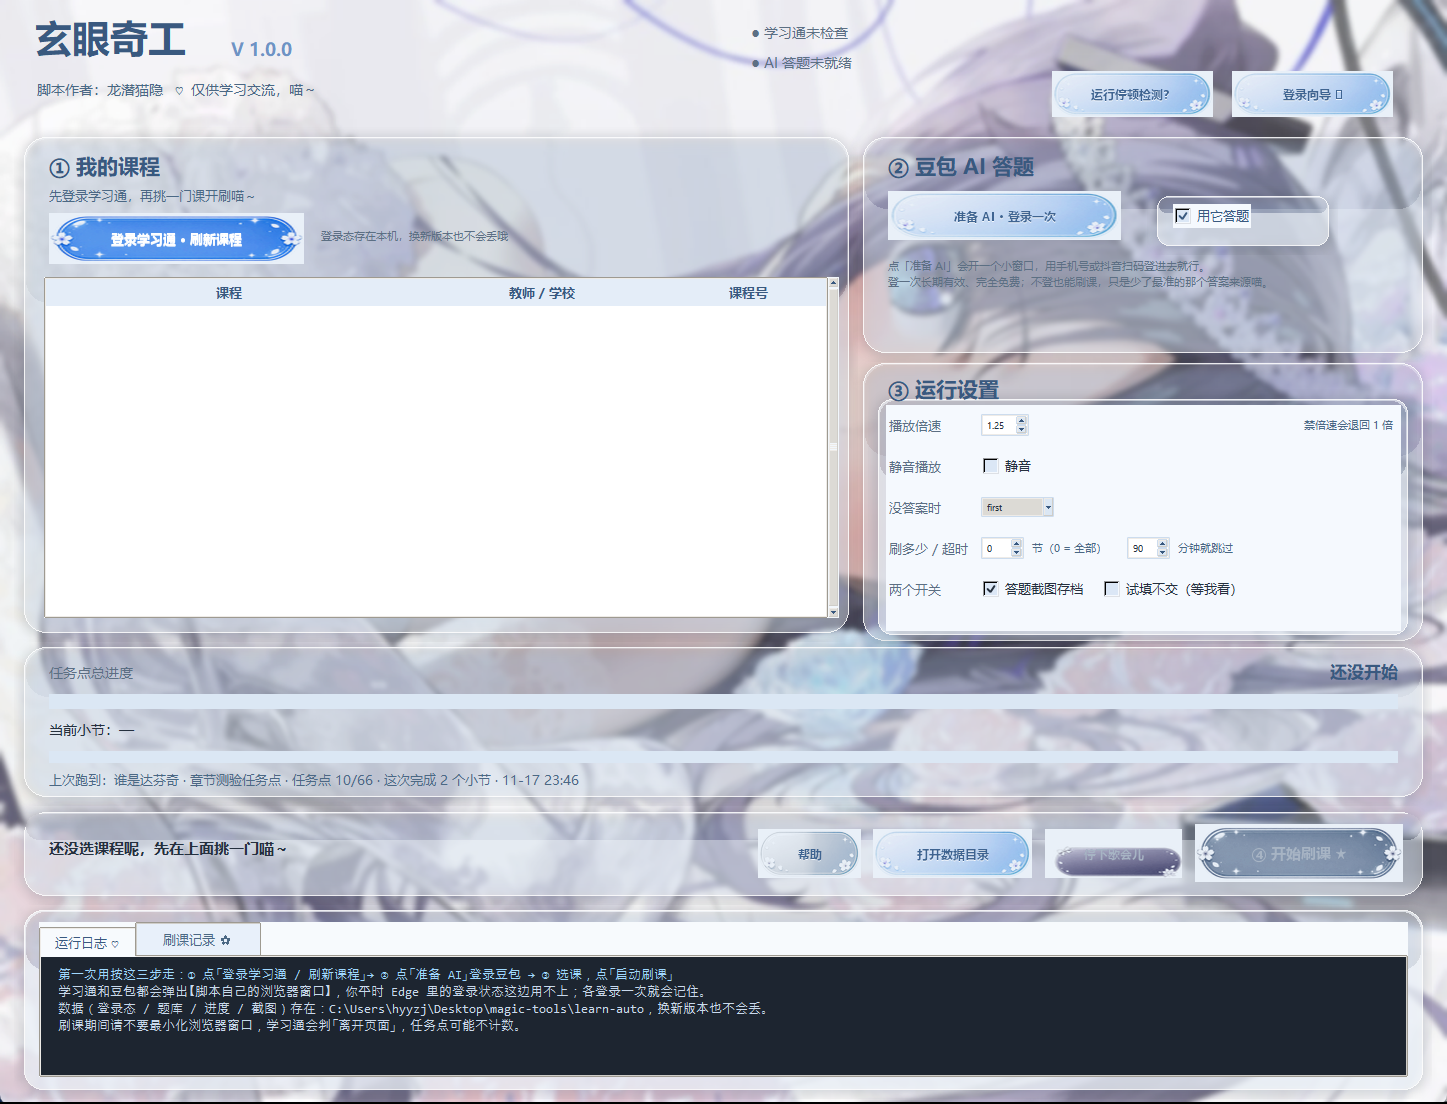 玄眼奇工
V 1.0.0
● 学习通未检查
● AI 答题未就绪
脚本作者：龙潜猫隐 ♡ 仅供学习交流，喵～
运行停顿检测?
登录向导
① 我的课程
先登录学习通，再挑一门课开刷喵～
登录学习通 · 刷新课程
登录态存在本机，换新版本也不会丢哦
课程 教师 / 学校 课程号
② 豆包 AI 答题
准备 AI · 登录一次
用它答题
点「准备 AI」会开一个小窗口，用手机号或抖音扫码登进去就行。
登一次长期有效、完全免费；不登也能刷课，只是少了最准的那个答案来源喵。
③ 运行设置
播放倍速 1.25 禁倍速会退回 1 倍
静音播放 静音
没答案时 first
刷多少 / 超时 0 节（0 = 全部） 90 分钟就跳过
两个开关 答题截图存档 试填不交（等我看）
任务点总进度 还没开始
当前小节：—
上次跑到：谁是达芬奇 · 章节测验任务点 · 任务点 10/66 · 这次完成 2 个小节 · 11-17 23:46
还没选课程呢，先在上面挑一门喵～
帮助
打开数据目录
停下歇会儿
④ 开始刷课 ★
运行日志 ♡
刷课记录 ✿
第一次用按这三步走：① 点「登录学习通 / 刷新课程」→ ② 点「准备 AI」登录豆包 → ③ 选课，点「启动刷课」
学习通和豆包都会弹出【脚本自己的浏览器窗口】，你平时 Edge 里的登录状态这边用不上；各登录一次就会记住。
数据（登录态 / 题库 / 进度 / 截图）存在：C:\Users\hyyzj\Desktop\magic-tools\learn-auto，换新版本也不会丢。
刷课期间请不要最小化浏览器窗口，学习通会判「离开页面」，任务点可能不计数。